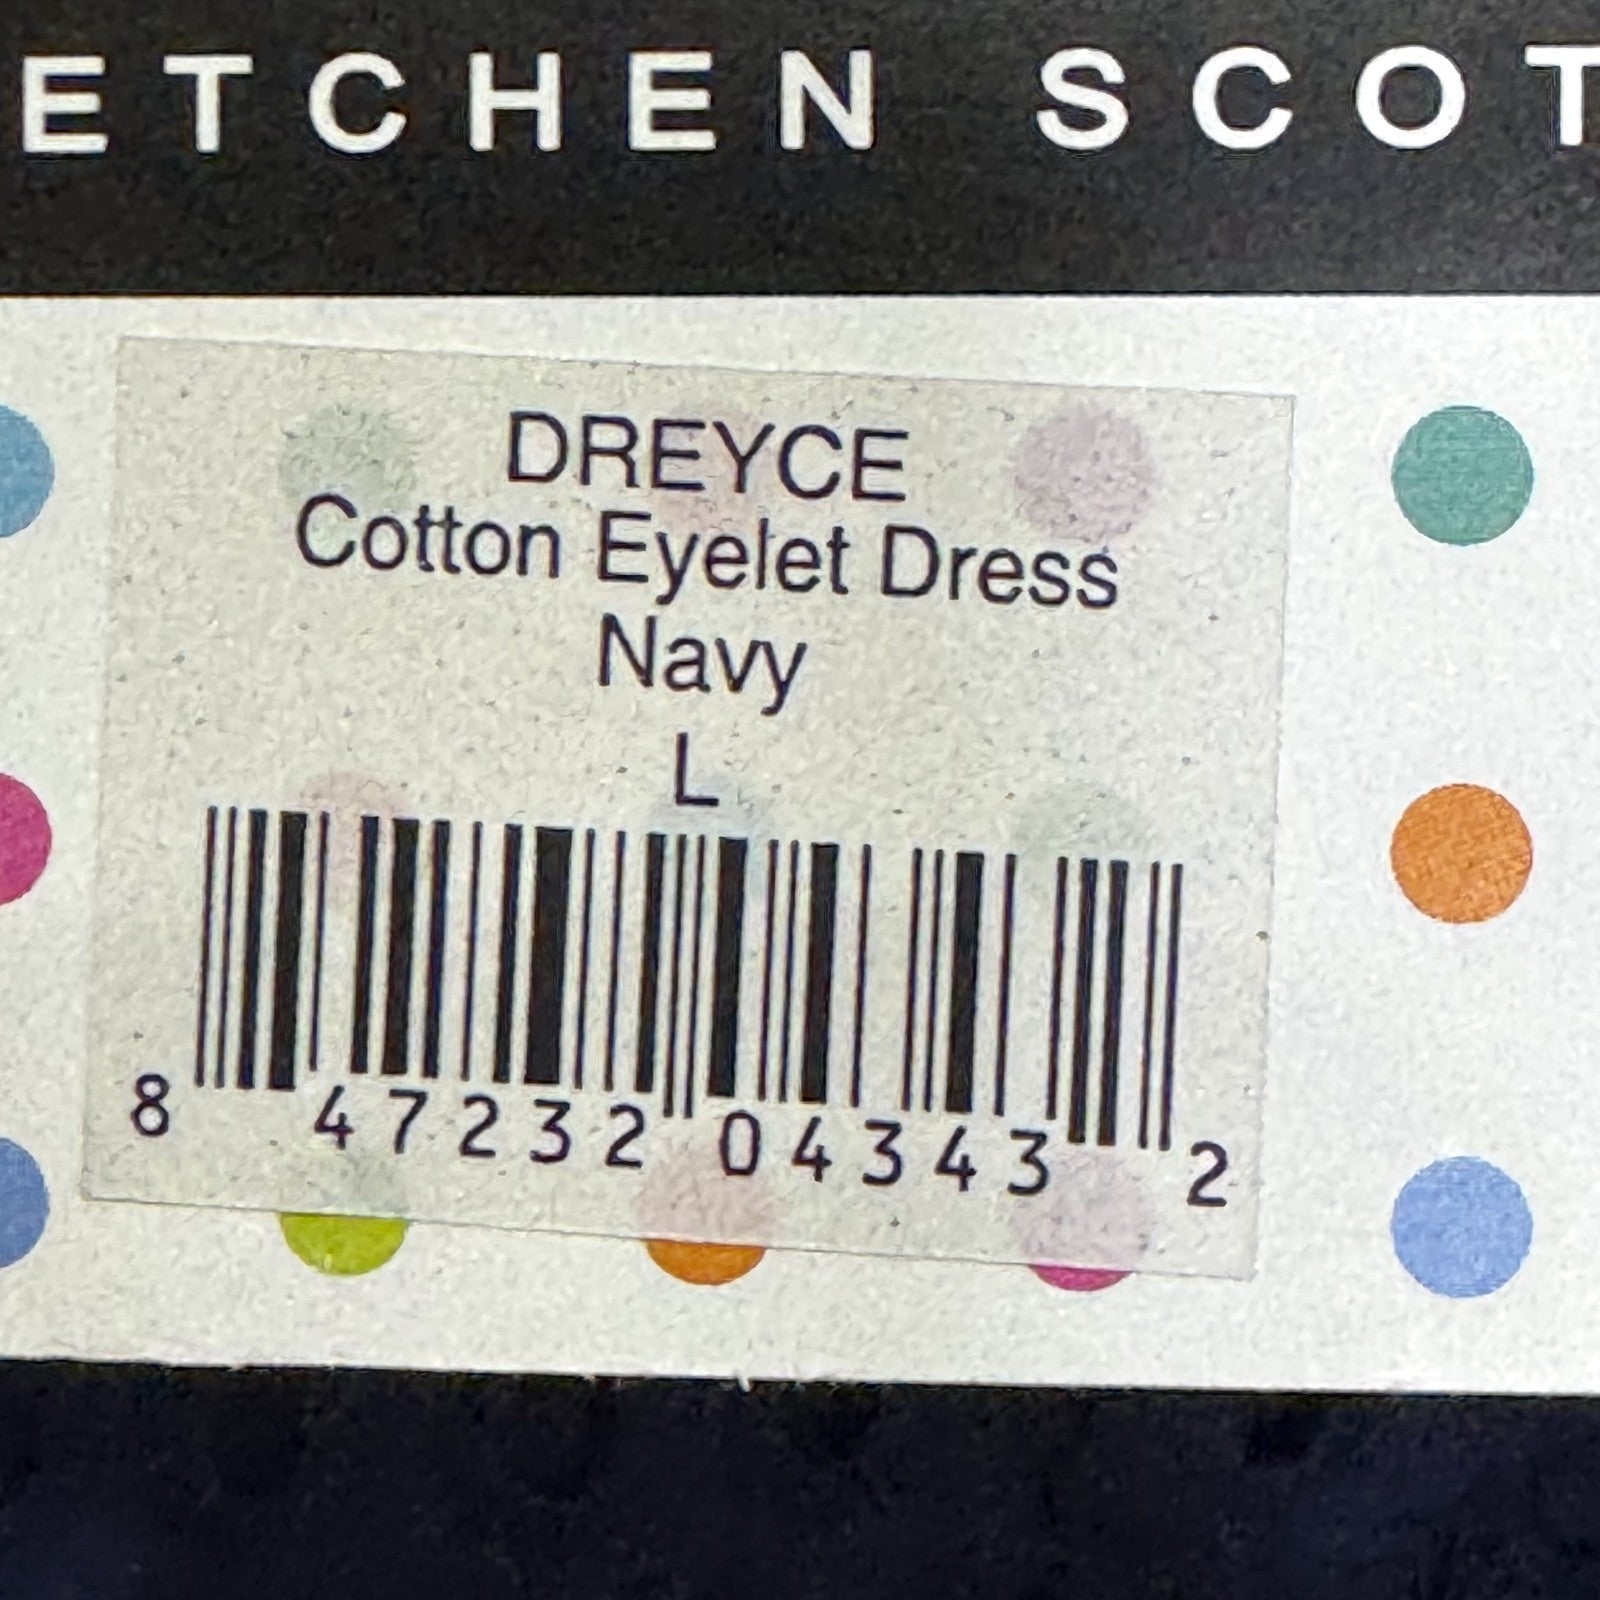 ETCHEN SCOT
DREYCE
Cotton Eyelet Dress
Navy
L
8 47232 04343 2